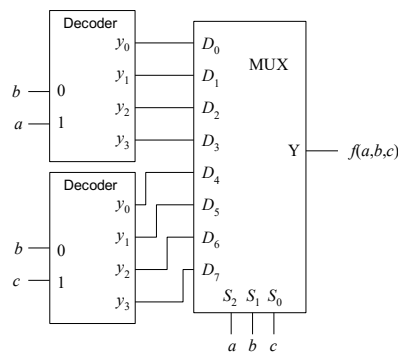 Decoder
y0
y1
y2
y3
b
0
a
1
Decoder
y0
y1
y2
y3
b
0
c
1
D0
D1
D2
D3
D4
D5
D6
D7
MUX
Y
f(a,b,c)
S2 S1 S0
a b c